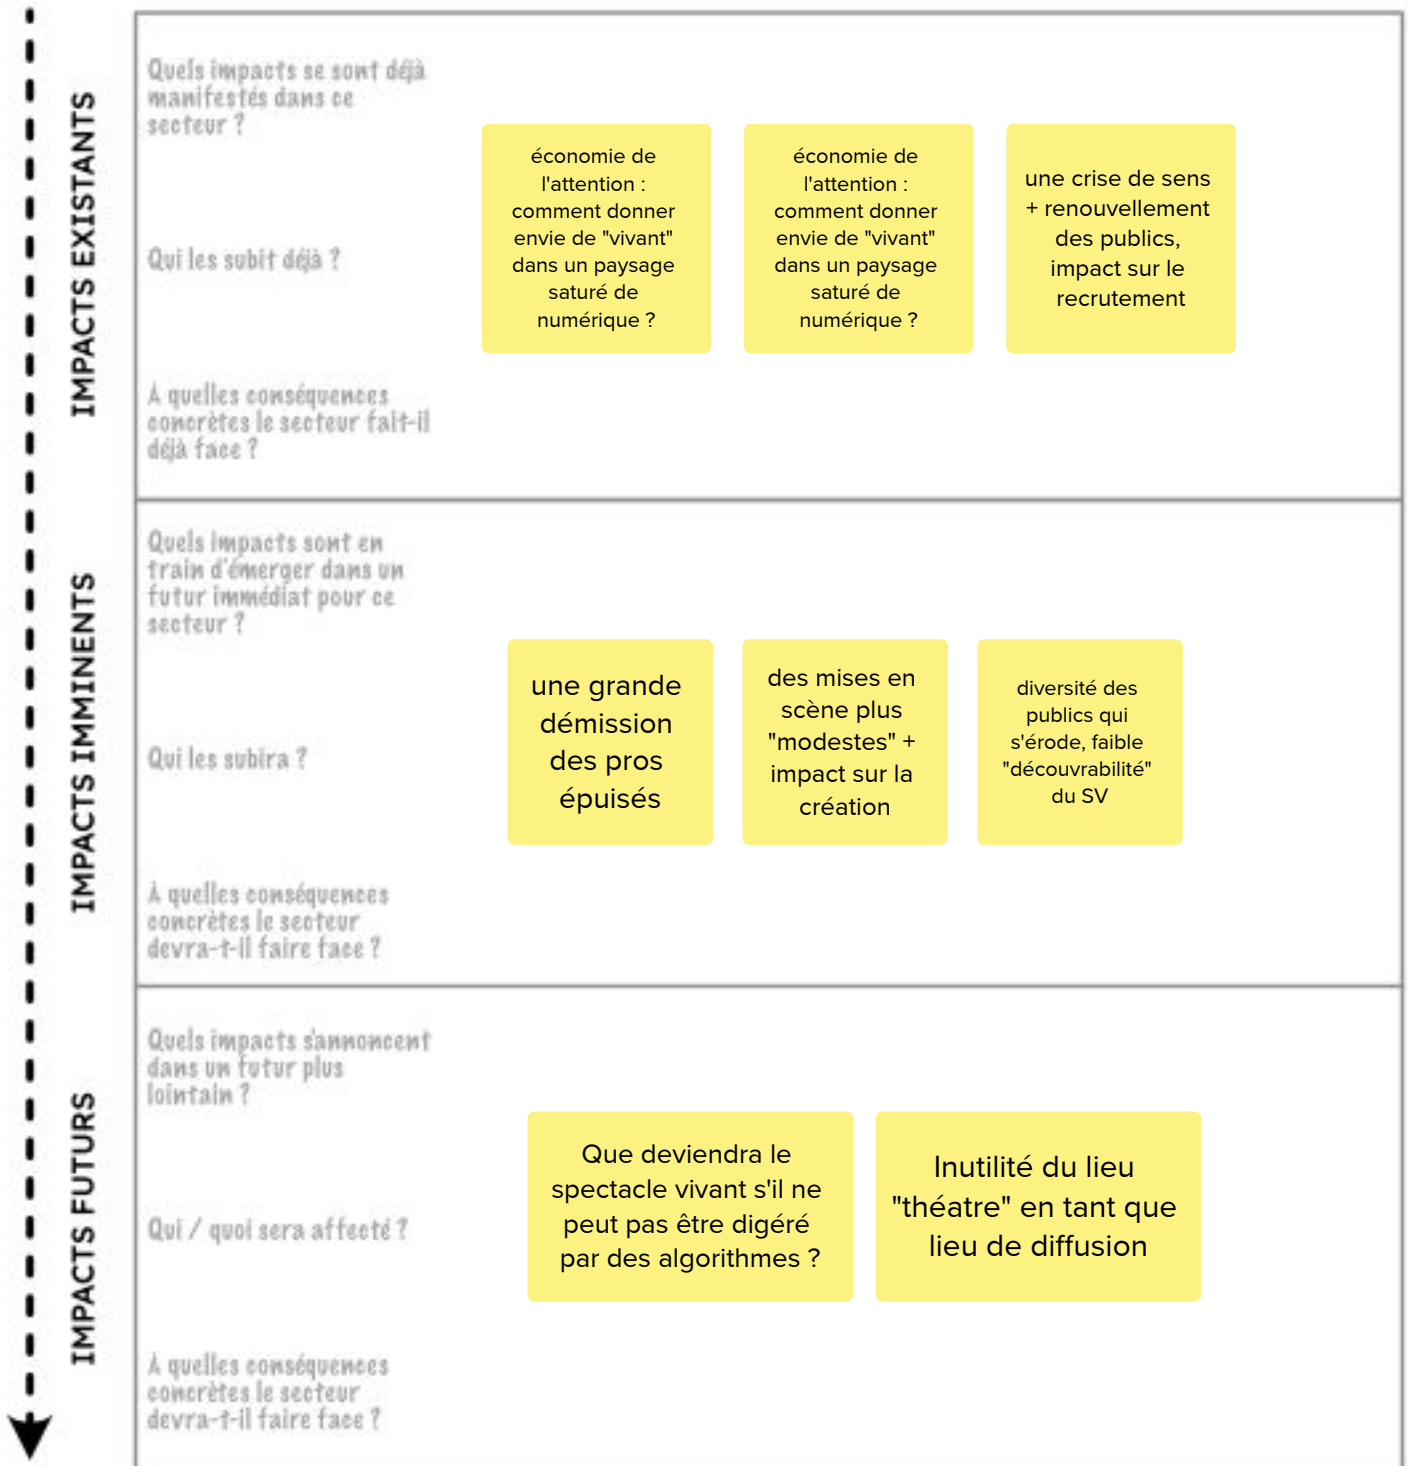 IMPACTS EXISTANTS
Quels impacts se sont déjà
manifestés dans ce
secteur ?
Qui les subit déjà ?
À quelles conséquences
concrètes le secteur fait-il
déjà face ?
économie de
l'attention :
comment donner
envie de "vivant"
dans un paysage
saturé de
numérique ?
économie de
l'attention :
comment donner
envie de "vivant"
dans un paysage
saturé de
numérique ?
une crise de sens
+ renouvellement
des publics,
impact sur le
recrutement
IMPACTS IMMINENTS
Quels impacts sont en
train d'émerger dans un
futur immédiat pour ce
secteur ?
Qui les subira ?
À quelles conséquences
concrètes le secteur
devra-t-il faire face ?
une grande
démission
des pros
épuisés
des mises en
scène plus
"modestes" +
impact sur la
création
diversité des
publics qui
s'érode, faible
"découvrabilité"
du SV
IMPACTS FUTURS
Quels impacts s'annoncent
dans un futur plus
lointain ?
Qui / quoi sera affecté ?
À quelles conséquences
concrètes le secteur
devra-t-il faire face ?
Que deviendra le
spectacle vivant s'il ne
peut pas être digéré
par des algorithmes ?
Inutilité du lieu
"théatre" en tant que
lieu de diffusion